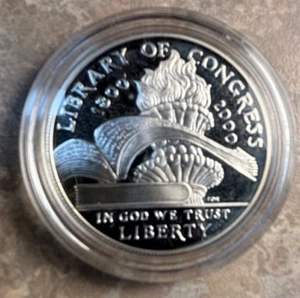 LIBRARY OF CONGRESS
1800 2000
IN GOD WE TRUST
LIBERTY